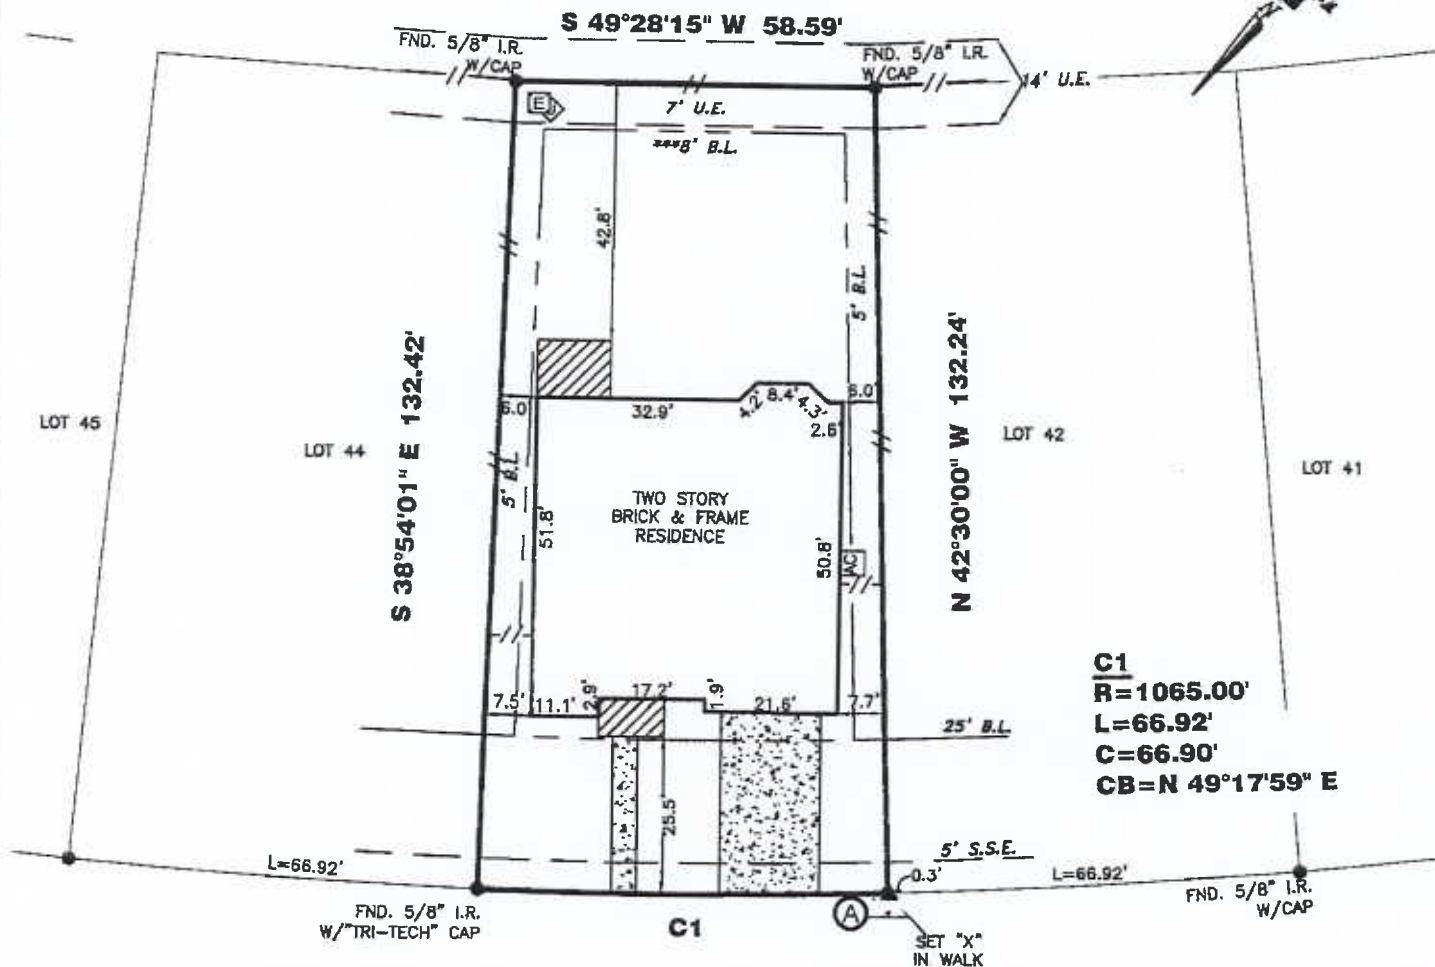 S 49°28'15" W 58.59'
FND. 5/8" I.R.
W/CAP
FND. 5/8" I.R.
W/CAP
14' U.E.
E
7' U.E.
***8' B.L.
42.8'
5' B.L.
S 38°54'01" E 132.42'
N 42°30'00" W 132.24'
6.0'
32.9'
4.2'
8.4'
4.3'
2.6'
6.0'
LOT 45
LOT 44
LOT 42
LOT 41
5' B.L.
51.8'
TWO STORY
BRICK & FRAME
RESIDENCE
50.8'
AC
7.5'
11.1'
2.9'
17.2'
1.9'
21.6'
7.7'
25' B.L.
C1
R=1065.00'
L=66.92'
C=66.90'
CB=N 49°17'59" E
25.5'
5' S.S.E.
0.3'
L=66.92'
L=66.92'
FND. 5/8" I.R.
W/"TRI-TECH" CAP
C1
A
SET "X"
IN WALK
FND. 5/8" I.R.
W/CAP